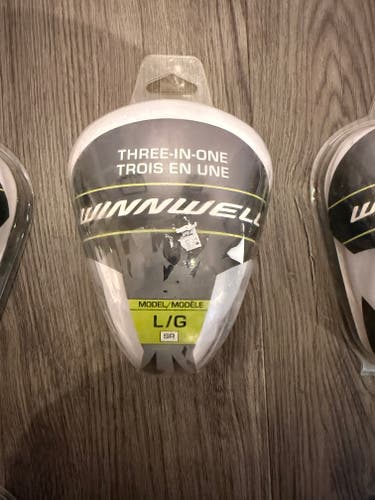 THREE-IN-ONE
TROIS EN UNE
WINNWELL
MODEL/MODÈLE
L/G
SR
W